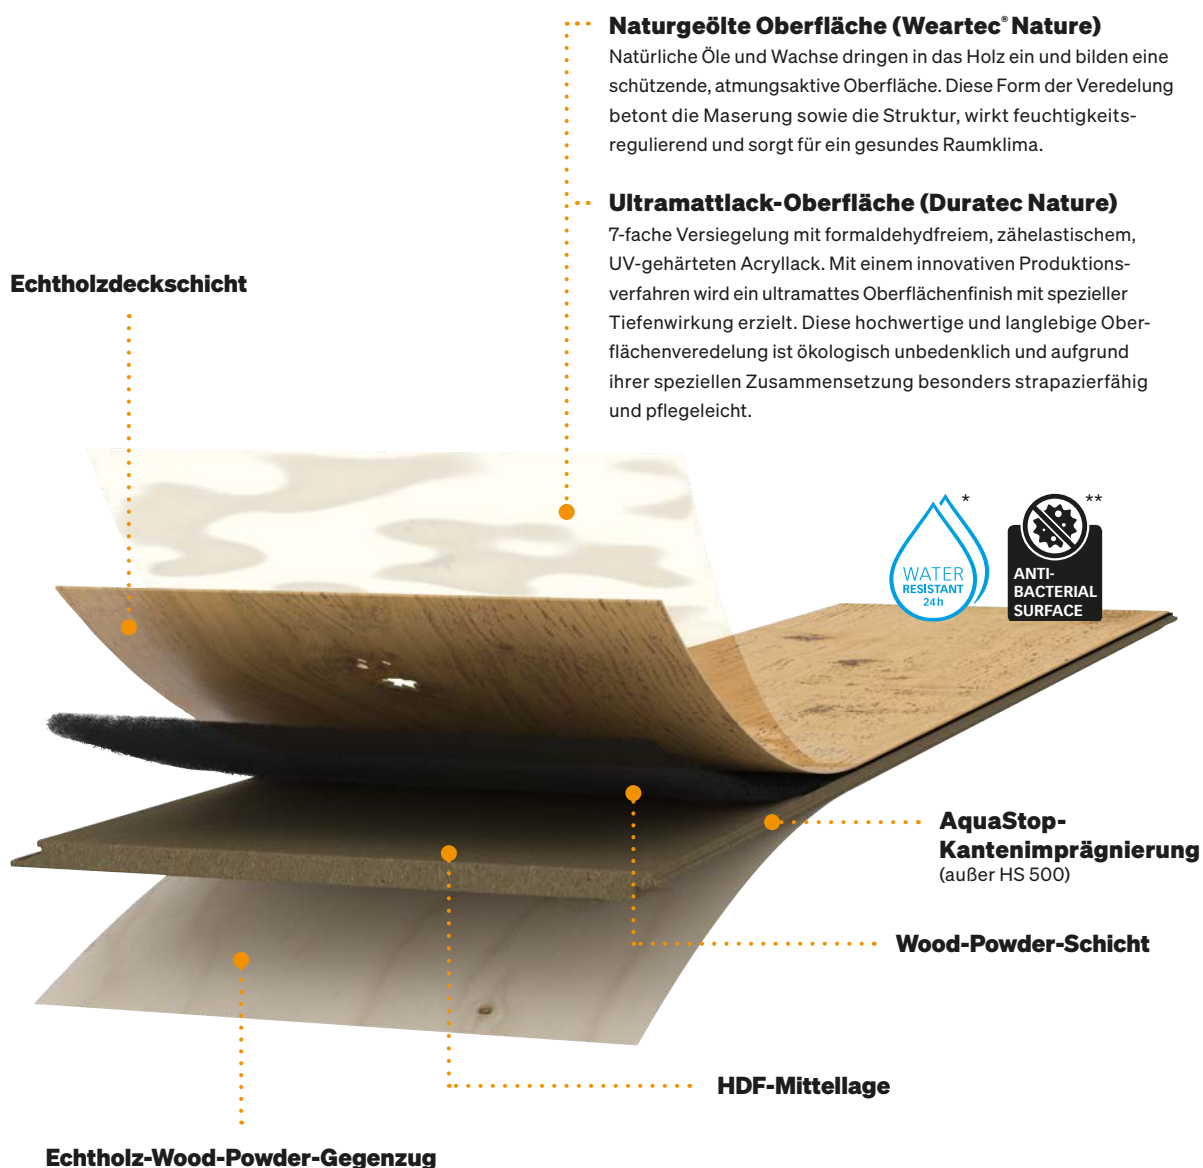 Naturgeölte Oberfläche (Weartec® Nature)
Natürliche Öle und Wachse dringen in das Holz ein und bilden eine
schützende, atmungsaktive Oberfläche. Diese Form der Veredelung
betont die Maserung sowie die Struktur, wirkt feuchtigkeits-
regulierend und sorgt für ein gesundes Raumklima.
Ultramattlack-Oberfläche (Duratec Nature)
7-fache Versiegelung mit formaldehydfreiem, zähelastischem,
UV-gehärteten Acryllack. Mit einem innovativen Produktions-
verfahren wird ein ultramattes Oberflächenfinish mit spezieller
Tiefenwirkung erzielt. Diese hochwertige und langlebige Ober-
flächenveredelung ist ökologisch unbedenklich und aufgrund
ihrer speziellen Zusammensetzung besonders strapazierfähig
und pflegeleicht.
Echtholzdeckschicht
*
WATER
RESISTANT
24h
**
ANTI-
BACTERIAL
SURFACE
AquaStop-
Kantenimprägnierung
(außer HS 500)
Wood-Powder-Schicht
HDF-Mittellage
Echtholz-Wood-Powder-Gegenzug